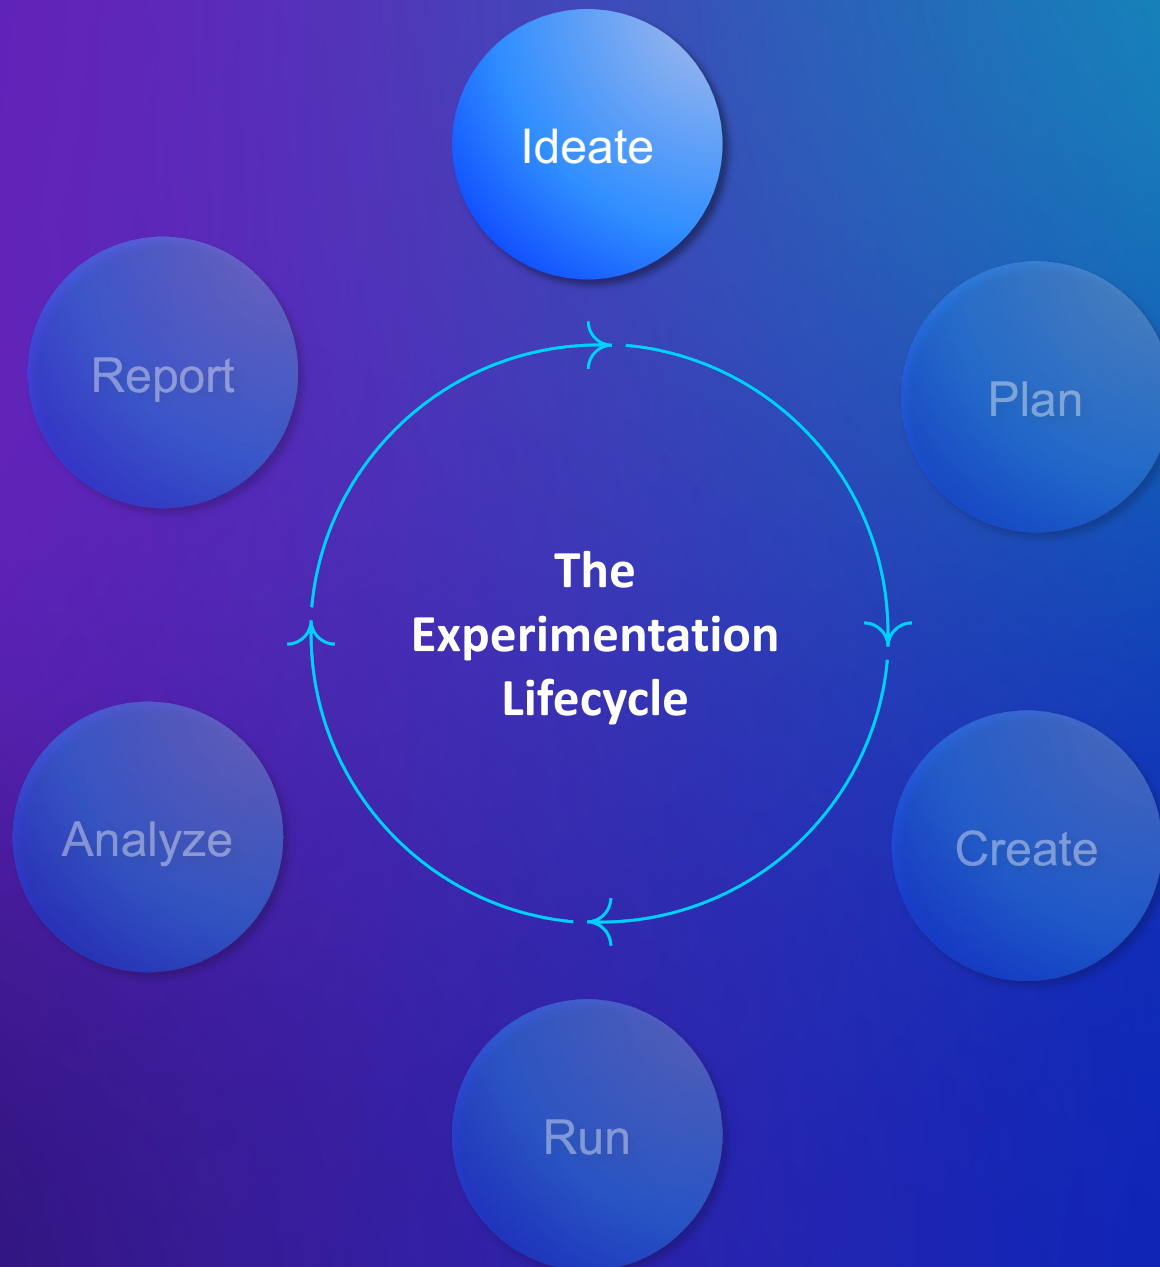 Ideate
Report
Plan
The
Experimentation
Lifecycle
Analyze
Create
Run